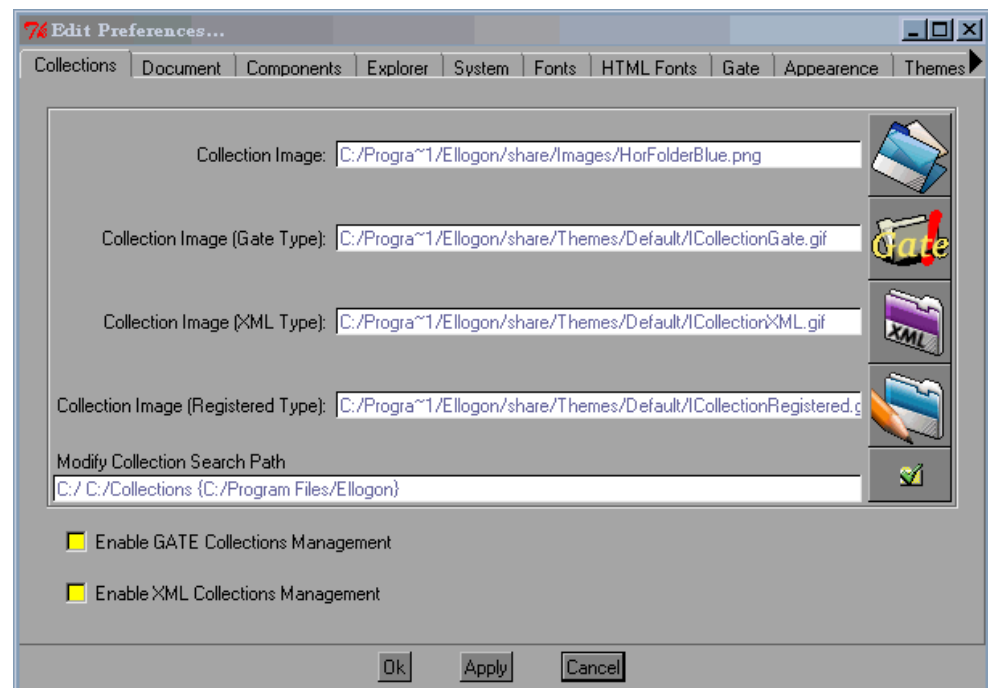 Edit Preferences...
Collections Document Components Explorer System Fonts HTML Fonts Gate Appearence Themes
Collection Image: C:/Progra~1/Ellogon/share/Images/HorFolderBlue.png
Collection Image (Gate Type): C:/Progra~1/Ellogon/share/Themes/Default/ICollectionGate.gif
Gate!
Collection Image (XML Type): C:/Progra~1/Ellogon/share/Themes/Default/ICollectionXML.gif
XML
Collection Image (Registered Type): C:/Progra~1/Ellogon/share/Themes/Default/ICollectionRegistered.g
Modify Collection Search Path
C:/ C:/Collections {C:/Program Files/Ellogon}
Enable GATE Collections Management
Enable XML Collections Management
Ok Apply Cancel